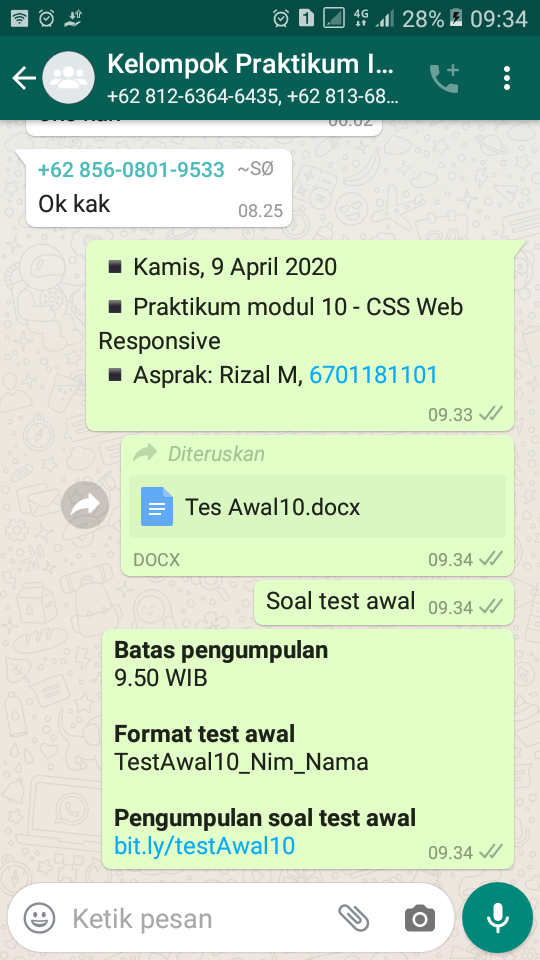 1 4G 28% 09:34
Kelompok Praktikum I...
+62 812-6364-6435, +62 813-68...
+62 856-0801-9533 ~SØ
Ok kak 08.25
▪ Kamis, 9 April 2020
▪ Praktikum modul 10 - CSS Web
Responsive
▪ Asprak: Rizal M, 6701181101
09.33
Diteruskan
Tes Awal10.docx
DOCX 09.34
Soal test awal 09.34
Batas pengumpulan
9.50 WIB
Format test awal
TestAwal10_Nim_Nama
Pengumpulan soal test awal
bit.ly/testAwal10 09.34
Ketik pesan